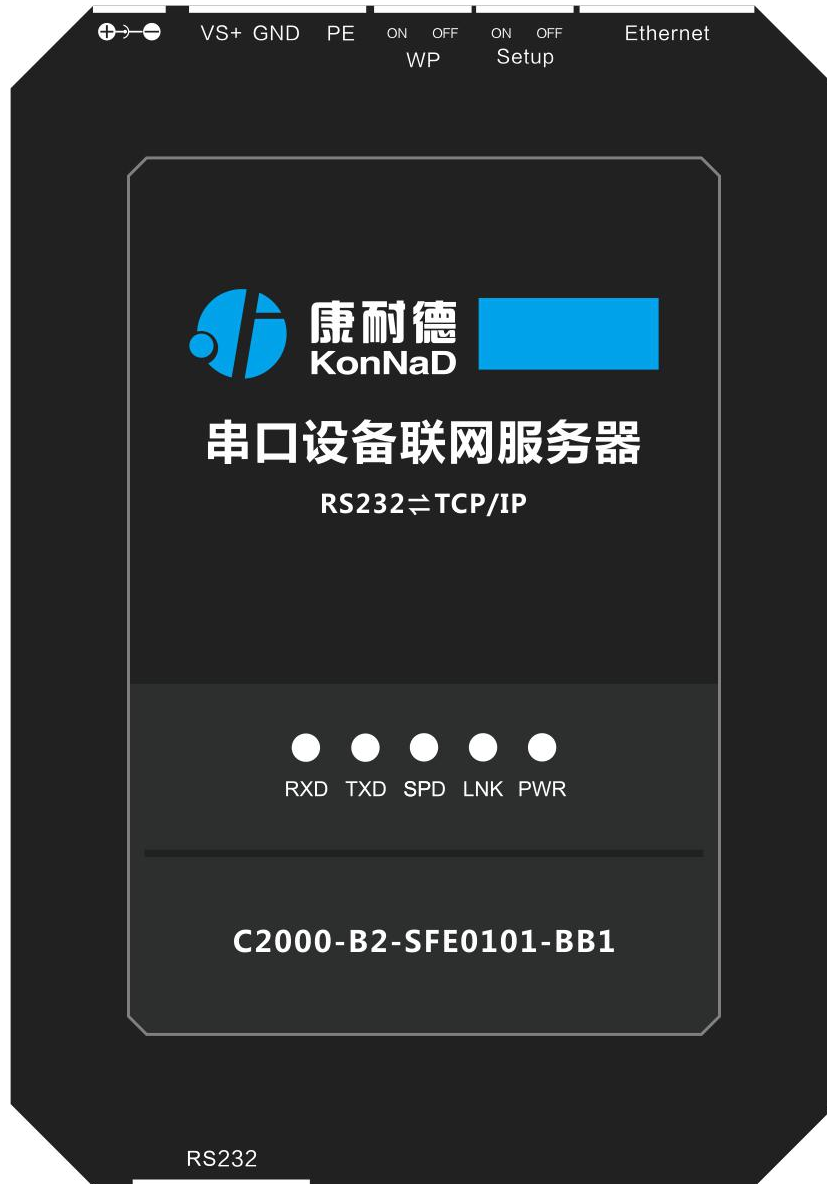 VS+ GND PE ON OFF ON OFF Ethernet
WP Setup
康耐德
KonNaD
串口设备联网服务器
RS232⇌TCP/IP
RXD TXD SPD LNK PWR
C2000-B2-SFE0101-BB1
RS232